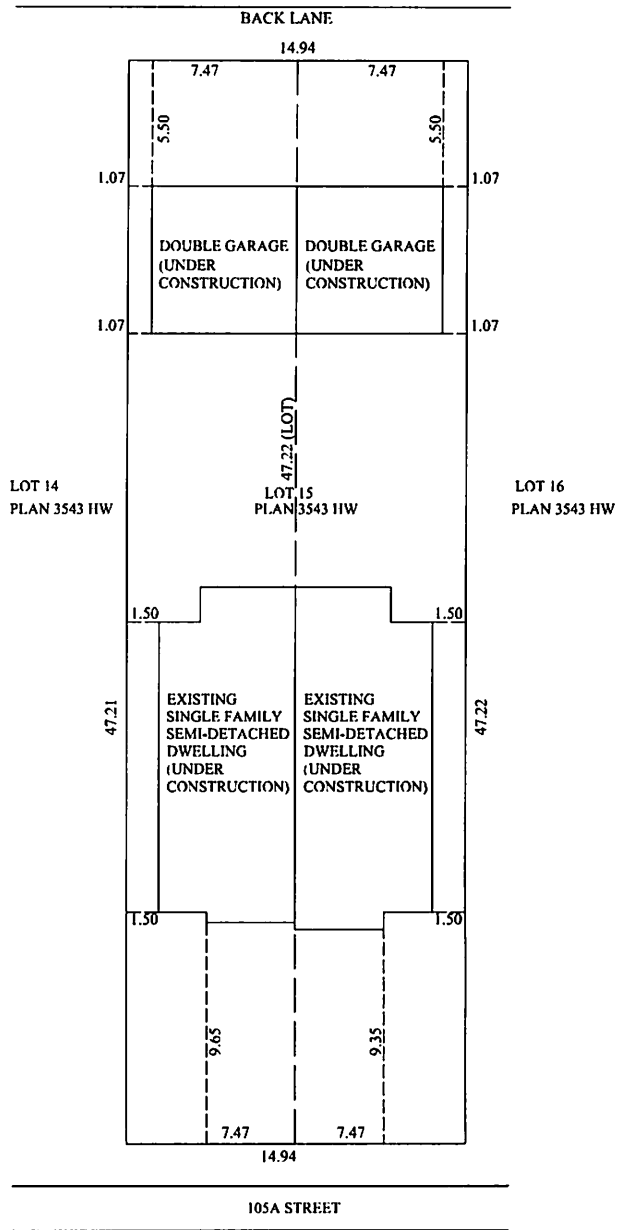 BACK LANE
14.94
7.47 7.47
5.50 5.50
1.07 1.07
DOUBLE GARAGE
(UNDER
CONSTRUCTION)
DOUBLE GARAGE
(UNDER
CONSTRUCTION)
1.07 1.07
47.22 (LOT)
LOT 14
PLAN 3543 HW
LOT 15
PLAN 3543 HW
LOT 16
PLAN 3543 HW
1.50 1.50
47.21
EXISTING
SINGLE FAMILY
SEMI-DETACHED
DWELLING
(UNDER
CONSTRUCTION)
EXISTING
SINGLE FAMILY
SEMI-DETACHED
DWELLING
(UNDER
CONSTRUCTION)
47.22
1.50 1.50
9.65 9.35
7.47 7.47
14.94
105A STREET